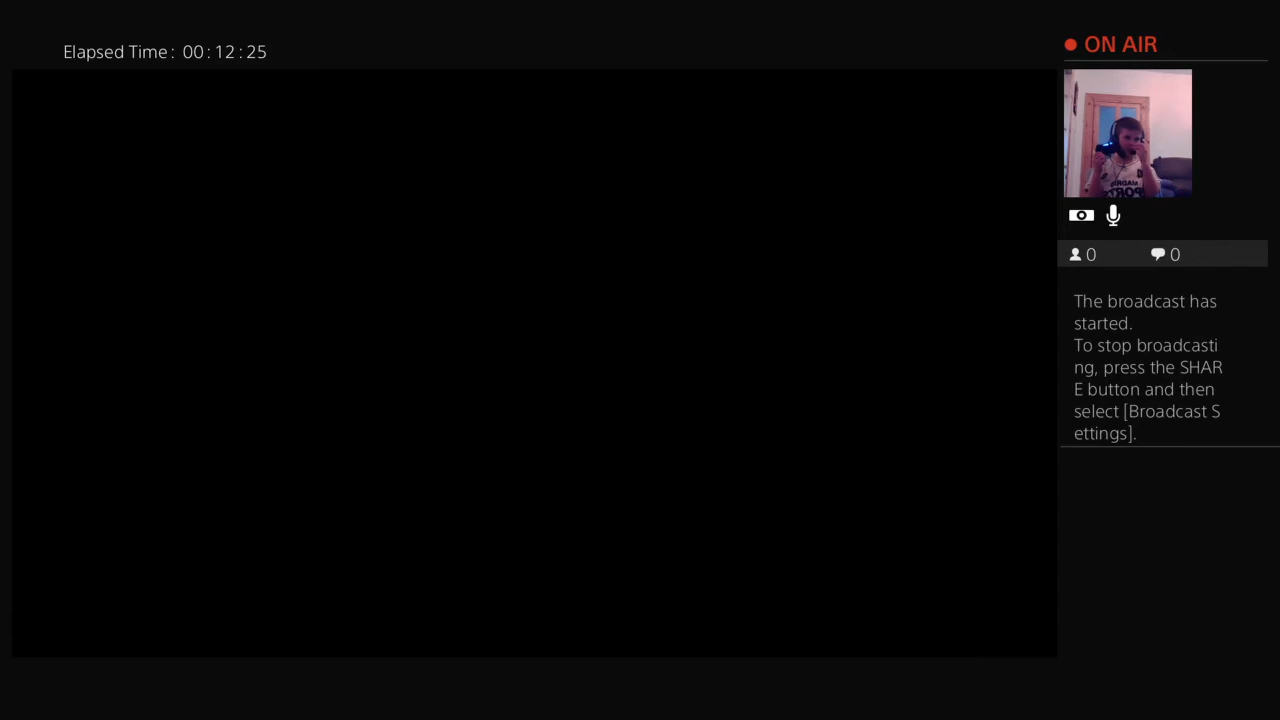 Elapsed Time: 00:12:25
ON AIR
0 0
The broadcast has
started.
To stop broadcasti
ng, press the SHAR
E button and then
select [Broadcast S
ettings].